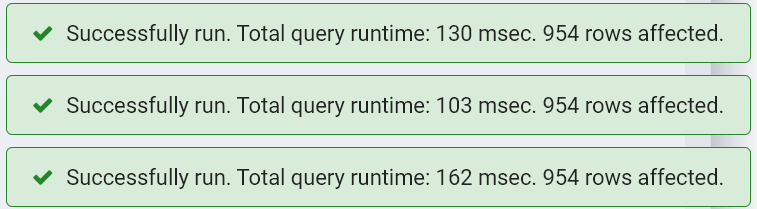 Successfully run. Total query runtime: 130 msec. 954 rows affected.
Successfully run. Total query runtime: 103 msec. 954 rows affected.
Successfully run. Total query runtime: 162 msec. 954 rows affected.